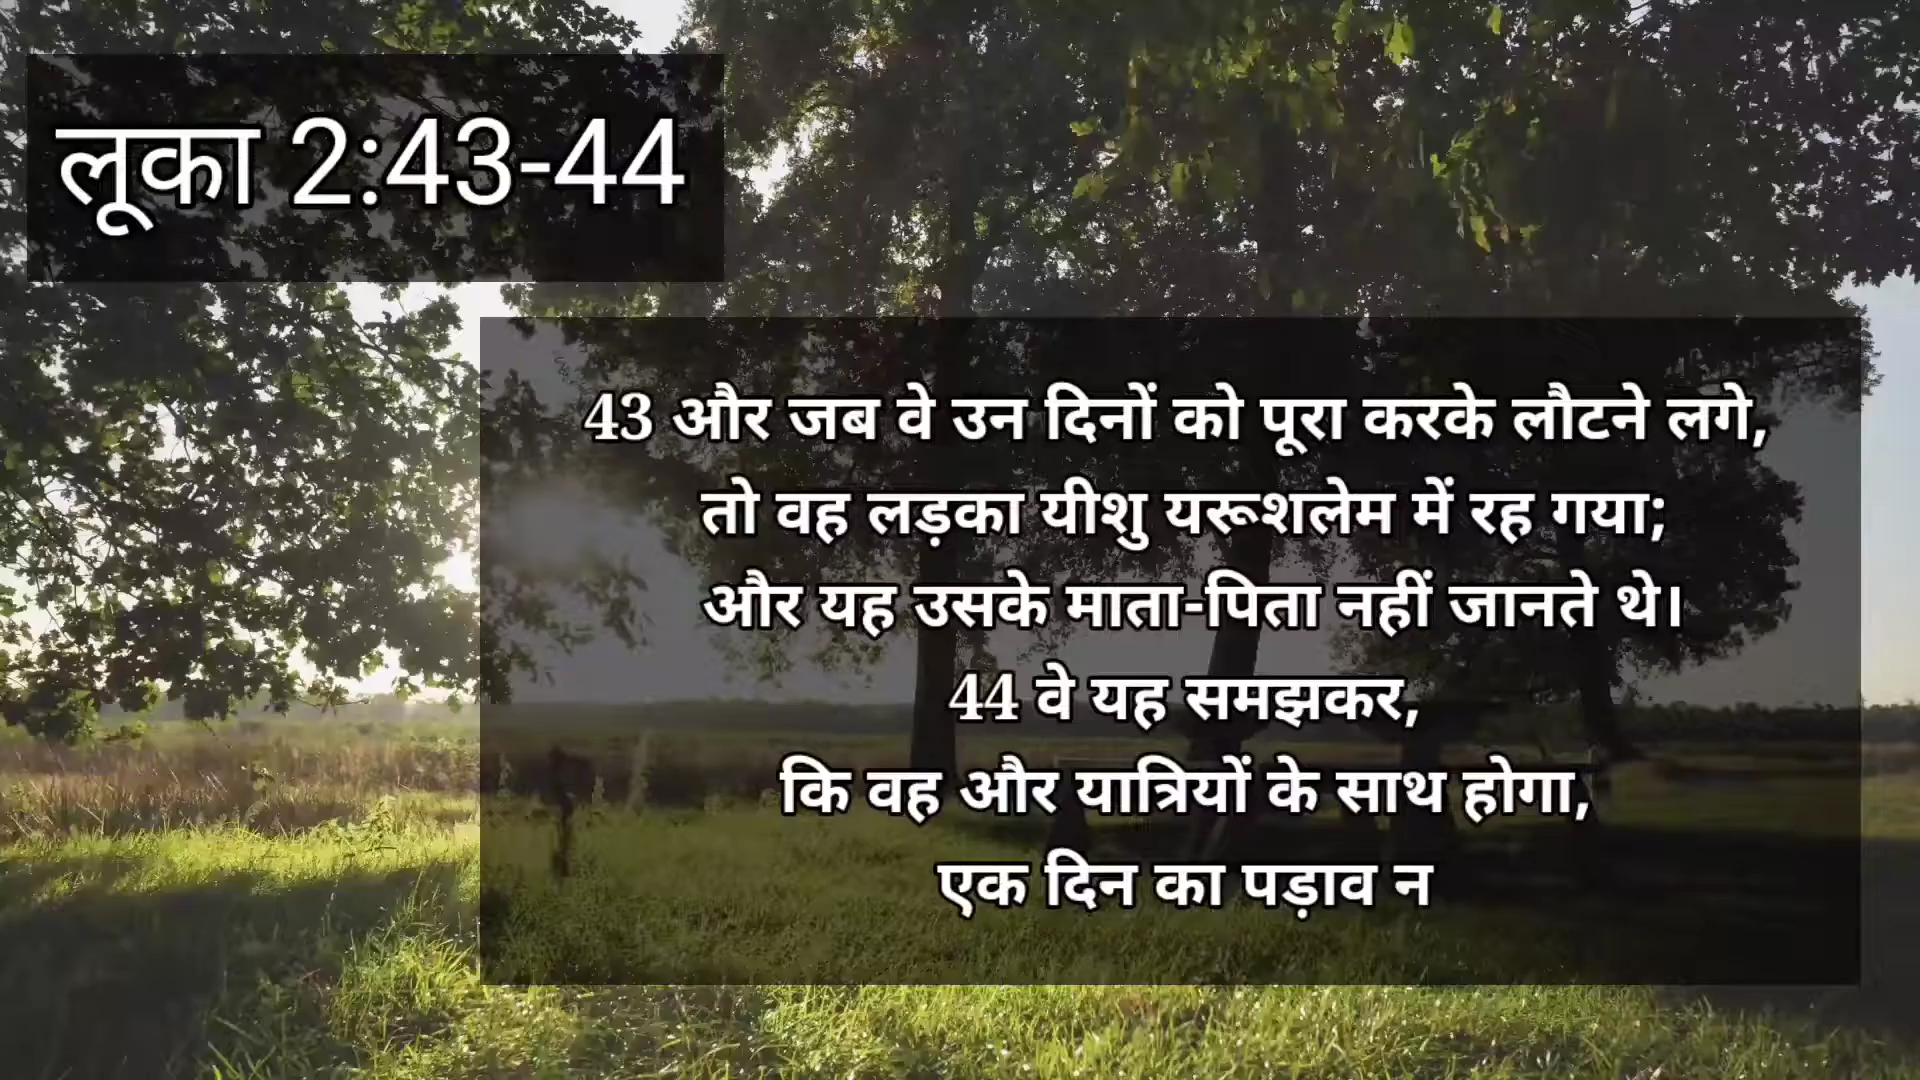 लूका 2:43-44
43 और जब वे उन दिनों को पूरा करके लौटने लगे,
तो वह लड़का यीशु यरूशलेम में रह गया;
और यह उसके माता-पिता नहीं जानते थे।
44 वे यह समझकर,
कि वह और यात्रियों के साथ होगा,
एक दिन का पड़ाव न